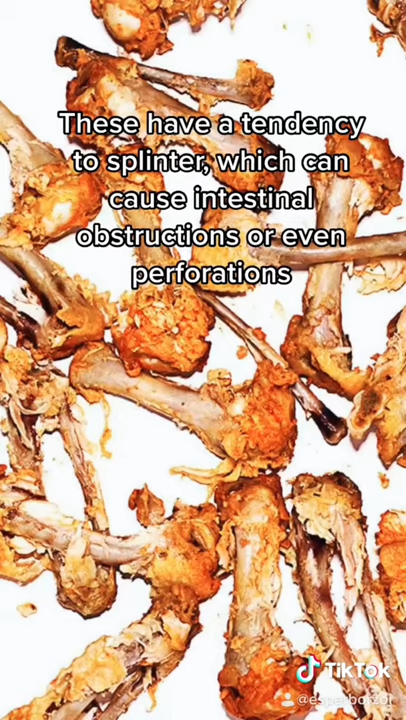 These have a tendency
to splinter, which can
cause intestinal
obstructions or even
perforations
TikTok